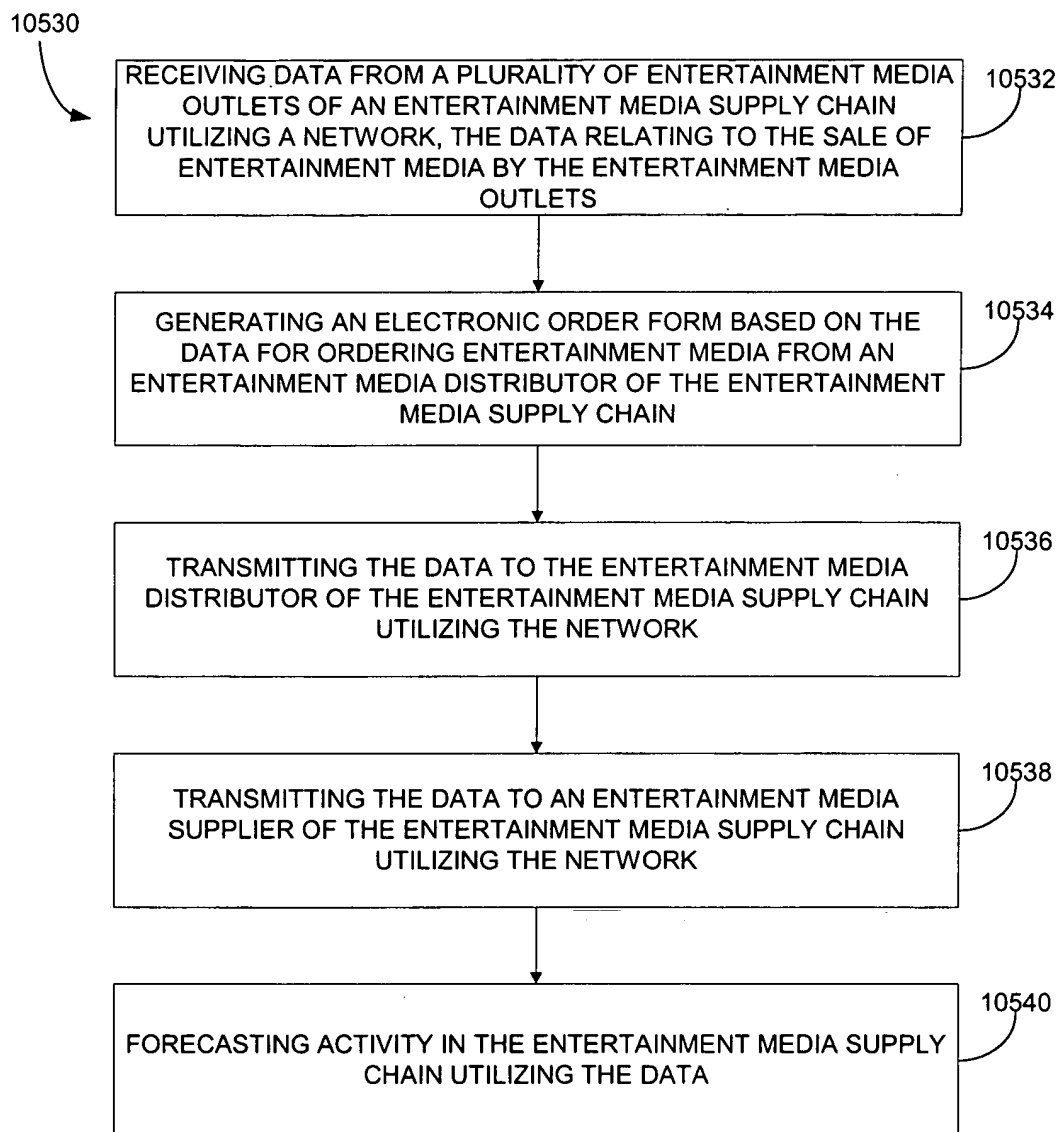 10530
RECEIVING DATA FROM A PLURALITY OF ENTERTAINMENT MEDIA
OUTLETS OF AN ENTERTAINMENT MEDIA SUPPLY CHAIN
UTILIZING A NETWORK, THE DATA RELATING TO THE SALE OF
ENTERTAINMENT MEDIA BY THE ENTERTAINMENT MEDIA
OUTLETS
10532
GENERATING AN ELECTRONIC ORDER FORM BASED ON THE
DATA FOR ORDERING ENTERTAINMENT MEDIA FROM AN
ENTERTAINMENT MEDIA DISTRIBUTOR OF THE ENTERTAINMENT
MEDIA SUPPLY CHAIN
10534
TRANSMITTING THE DATA TO THE ENTERTAINMENT MEDIA
DISTRIBUTOR OF THE ENTERTAINMENT MEDIA SUPPLY CHAIN
UTILIZING THE NETWORK
10536
TRANSMITTING THE DATA TO AN ENTERTAINMENT MEDIA
SUPPLIER OF THE ENTERTAINMENT MEDIA SUPPLY CHAIN
UTILIZING THE NETWORK
10538
FORECASTING ACTIVITY IN THE ENTERTAINMENT MEDIA SUPPLY
CHAIN UTILIZING THE DATA
10540